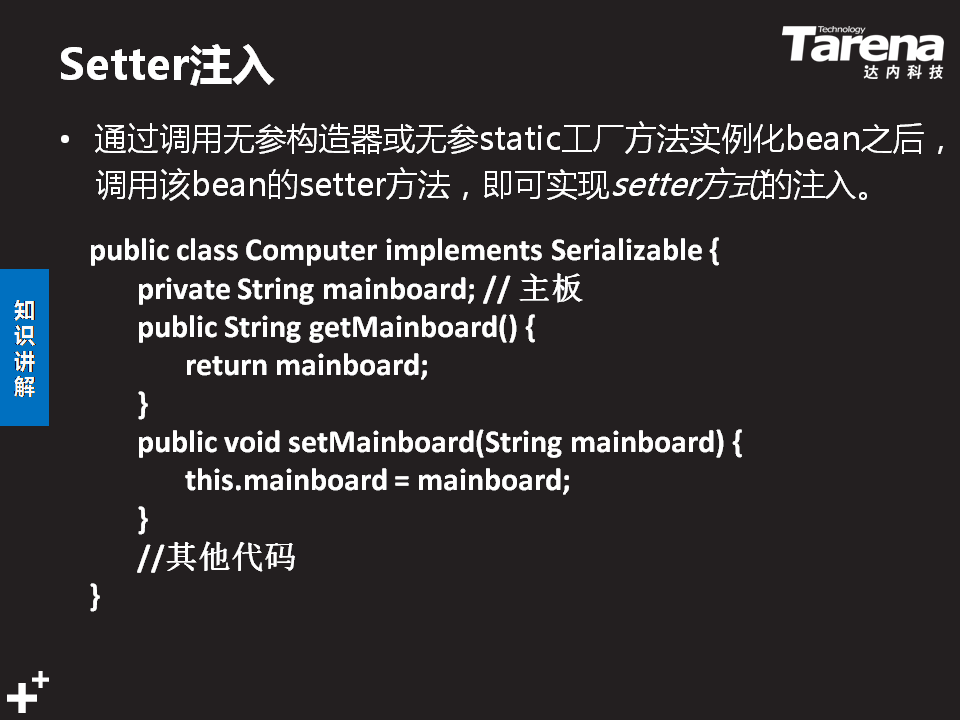 Setter注入
Technology
Tarena
达内科技
• 通过调用无参构造器或无参static工厂方法实例化bean之后，
调用该bean的setter方法，即可实现setter方式的注入。
public class Computer implements Serializable {
private String mainboard; // 主板
public String getMainboard() {
return mainboard;
}
public void setMainboard(String mainboard) {
this.mainboard = mainboard;
}
//其他代码
}
知识讲解